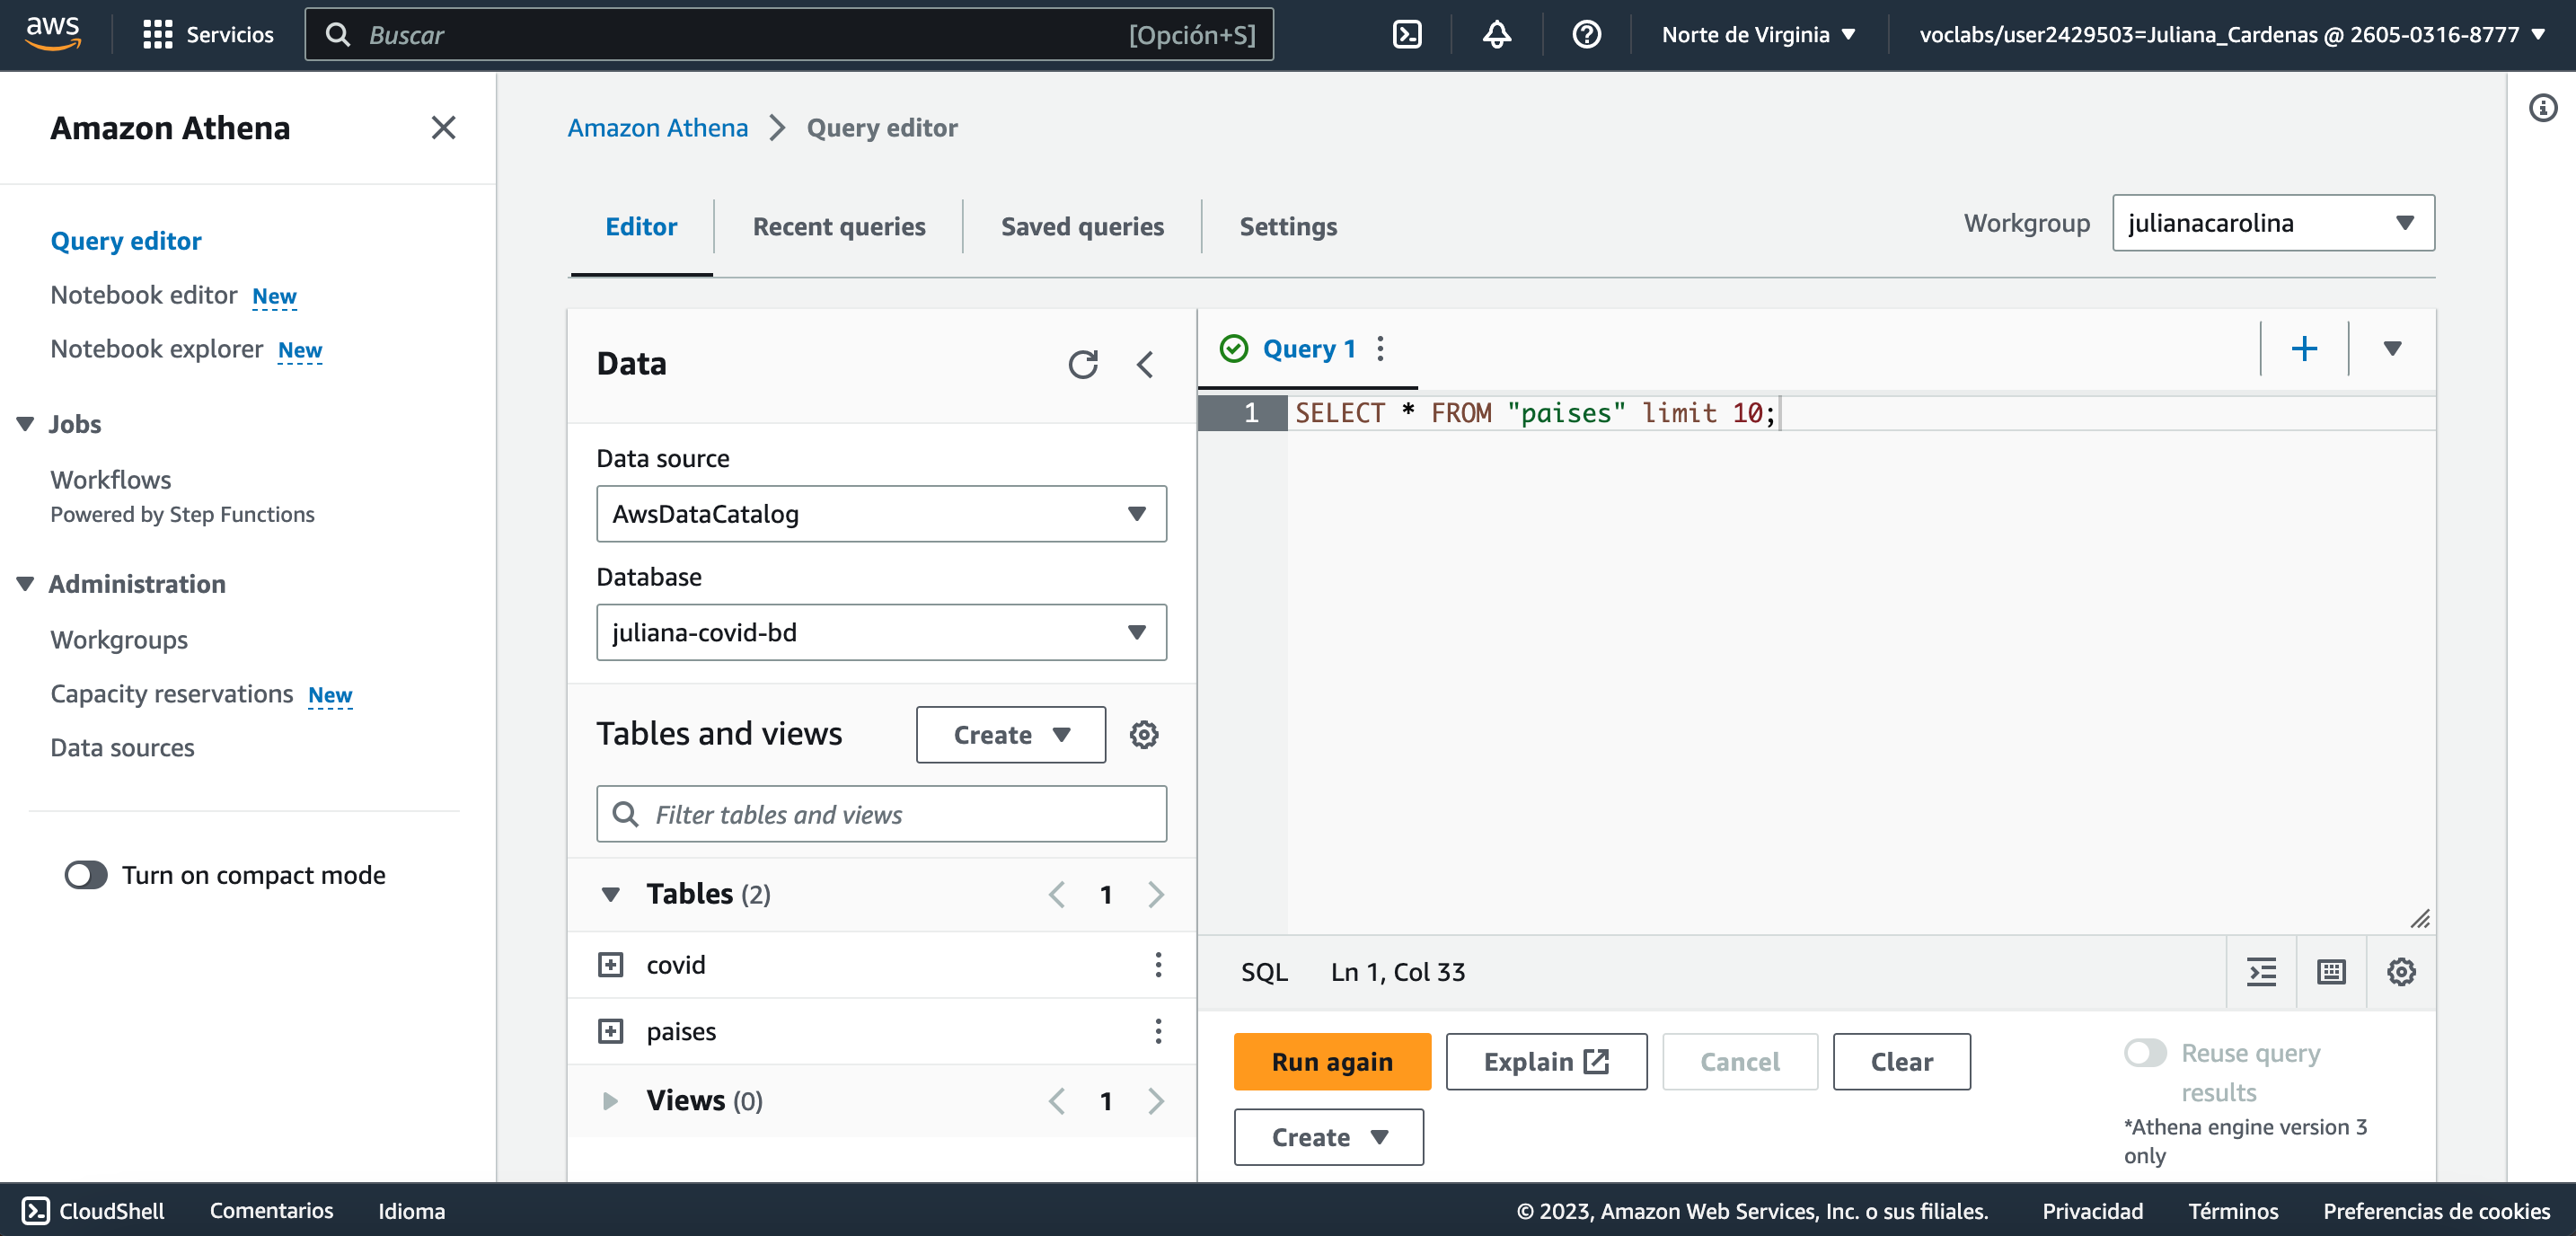 aws
Servicios
Buscar
[Opción+S]
Norte de Virginia
voclabs/user2429503=Juliana_Cardenas @ 2605-0316-8777
Amazon Athena
Query editor
Notebook editor New
Notebook explorer New
Jobs
Workflows
Powered by Step Functions
Administration
Workgroups
Capacity reservations New
Data sources
Turn on compact mode
Amazon Athena > Query editor
Editor
Recent queries
Saved queries
Settings
Workgroup
julianacarolina
Data
Data source
AwsDataCatalog
Database
juliana-covid-bd
Tables and views
Create
Filter tables and views
Tables (2)
1
covid
paises
Views (0)
1
Query 1
1 SELECT * FROM "paises" limit 10;
SQL
Ln 1, Col 33
Run again
Explain
Cancel
Clear
Create
Reuse query
results
*Athena engine version 3
only
CloudShell
Comentarios
Idioma
© 2023, Amazon Web Services, Inc. o sus filiales.
Privacidad
Términos
Preferencias de cookies